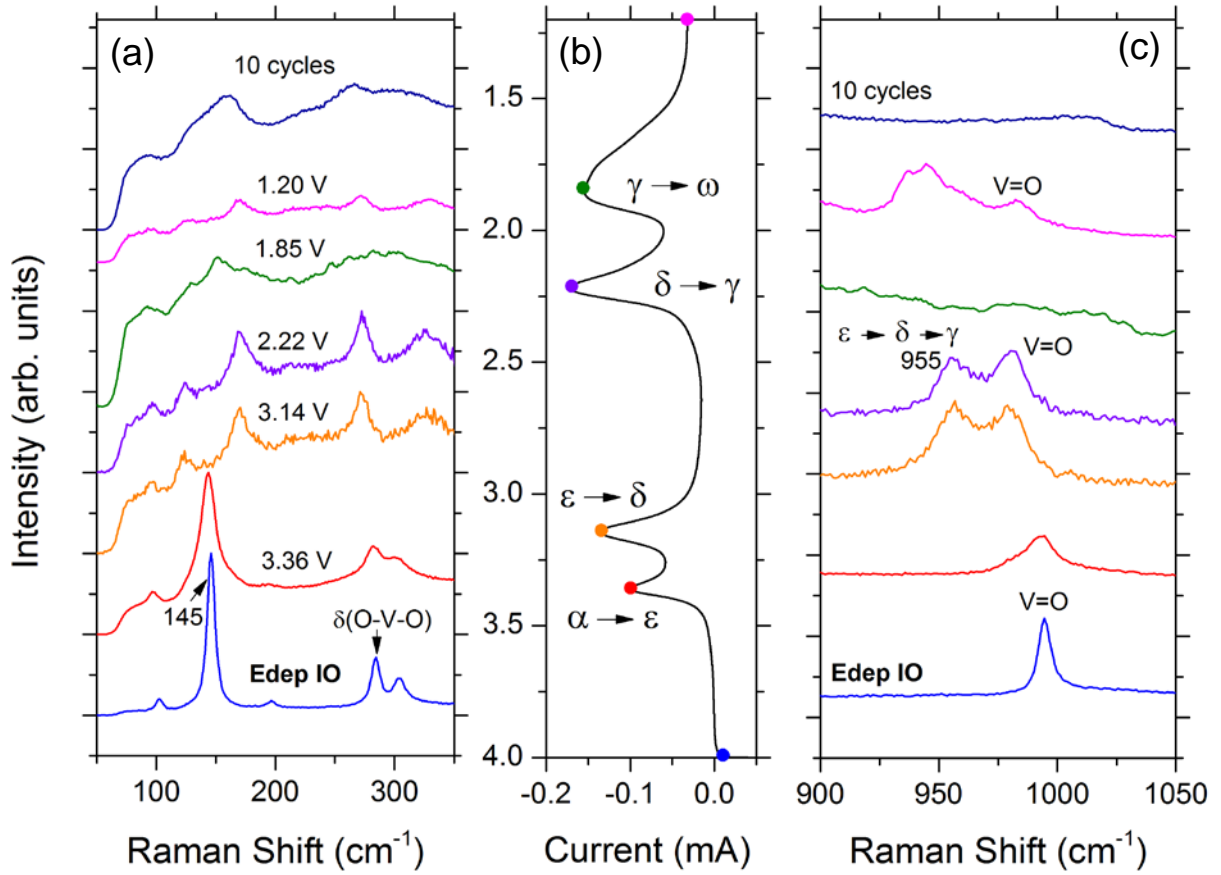 Intensity (arb. units)
(a)
10 cycles
1.20 V
1.85 V
2.22 V
3.14 V
3.36 V
145
δ(O-V-O)
Edep IO
100 200 300
Raman Shift (cm⁻¹)
(b)
1.5
2.0
2.5
3.0
3.5
4.0
γ → ω
δ → γ
ε → δ
α → ε
-0.2 -0.1 0.0
Current (mA)
(c)
10 cycles
V=O
ε → δ → γ
955
V=O
V=O
Edep IO
900 950 1000 1050
Raman Shift (cm⁻¹)